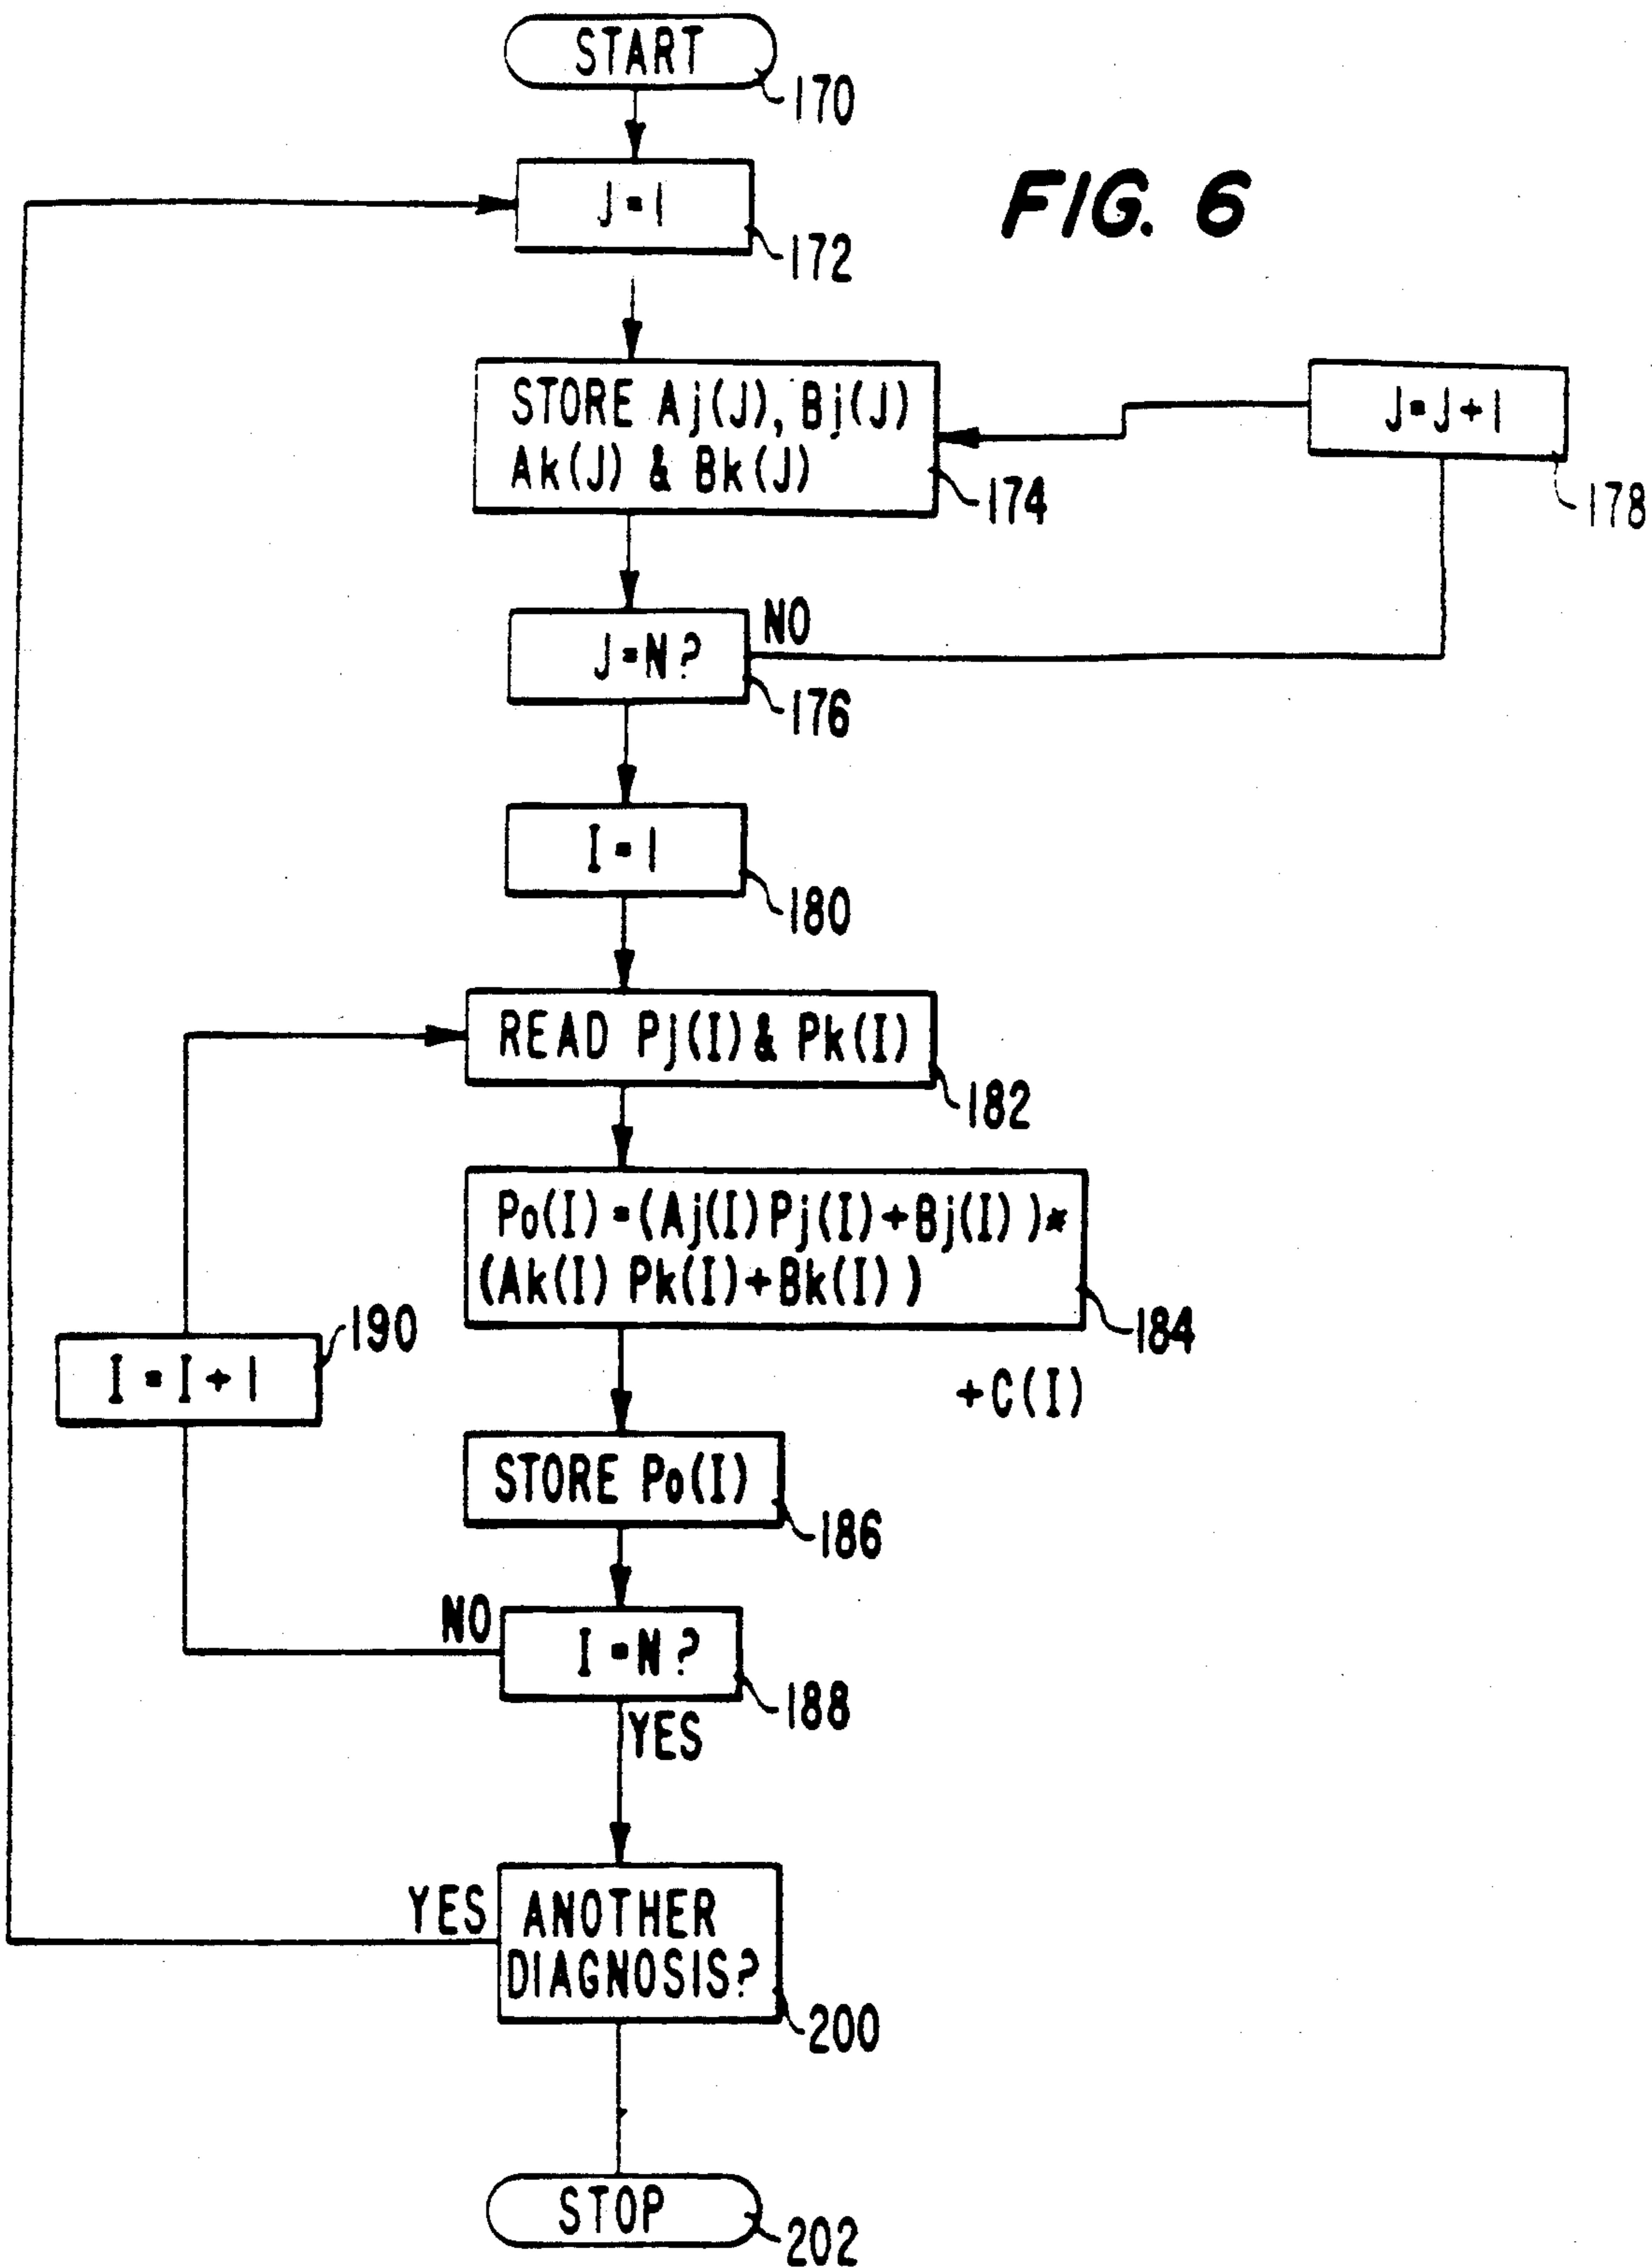 START
170
FIG. 6
J=1
172
STORE Aj(J), Bj(J)
Ak(J) & Bk(J)
174
J=J+1
178
J=N?
NO
176
I=1
180
READ Pj(I) & Pk(I)
182
Po(I)=(Aj(I)Pj(I)+Bj(I))*
(Ak(I) Pk(I)+Bk(I))
184
+C(I)
190
I=I+1
STORE Po(I)
186
NO
I=N?
188
YES
YES
ANOTHER
DIAGNOSIS?
200
STOP
202